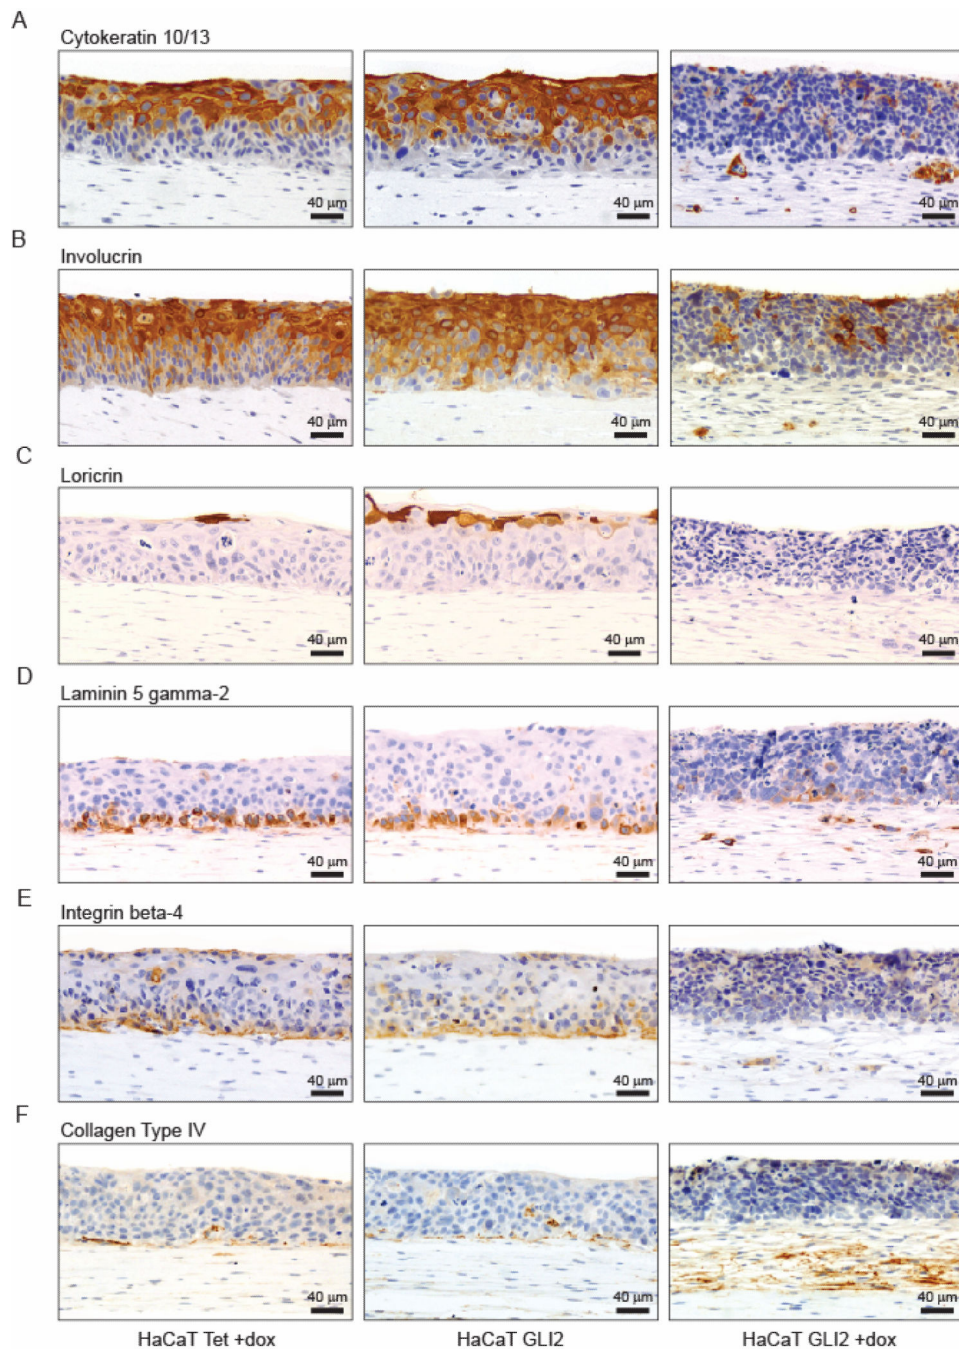 A
Cytokeratin 10/13
40 µm
40 µm
40 µm
B
Involucrin
40 µm
40 µm
40 µm
C
Loricrin
40 µm
40 µm
40 µm
D
Laminin 5 gamma-2
40 µm
40 µm
40 µm
E
Integrin beta-4
40 µm
40 µm
40 µm
F
Collagen Type IV
40 µm
40 µm
40 µm
HaCaT Tet +dox
HaCaT GLI2
HaCaT GLI2 +dox